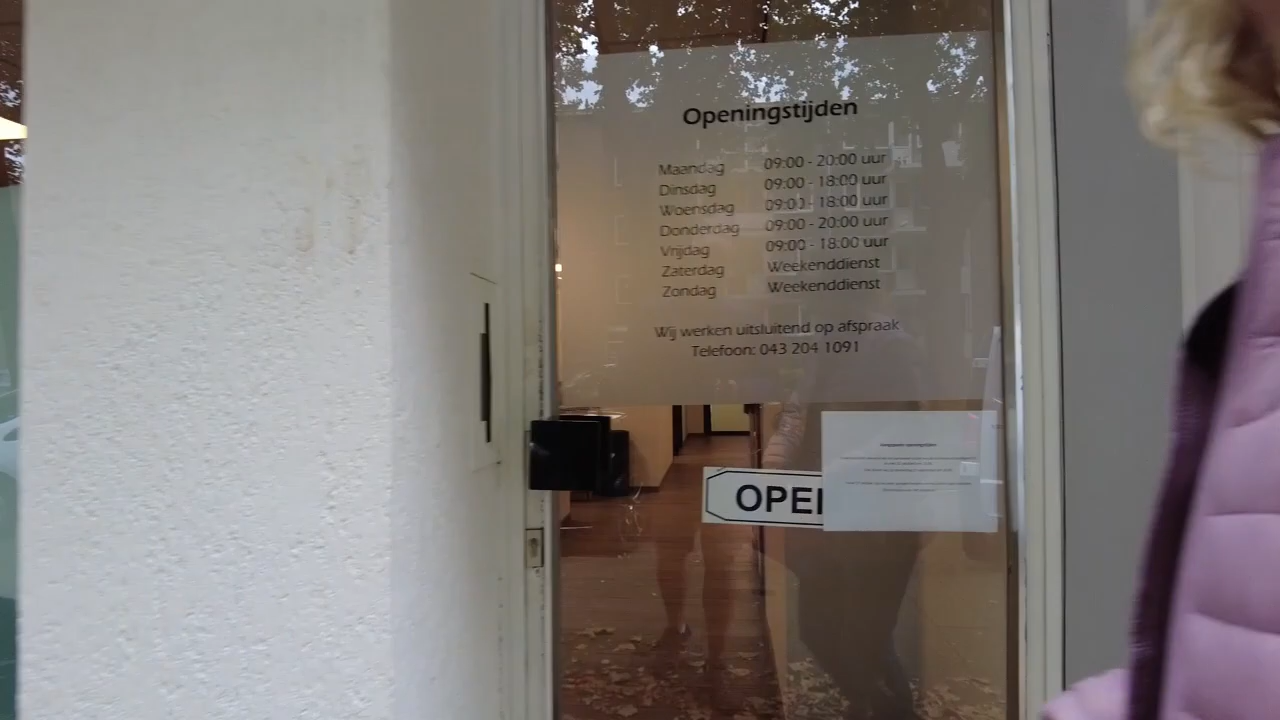 Openingstijden
Maandag 09:00 - 20:00 uur
Dinsdag 09:00 - 18:00 uur
Woensdag 09:00 - 18:00 uur
Donderdag 09:00 - 20:00 uur
Vrijdag 09:00 - 18:00 uur
Zaterdag Weekenddienst
Zondag Weekenddienst
Wij werken uitsluitend op afspraak
Telefoon: 043 204 1091
OPE